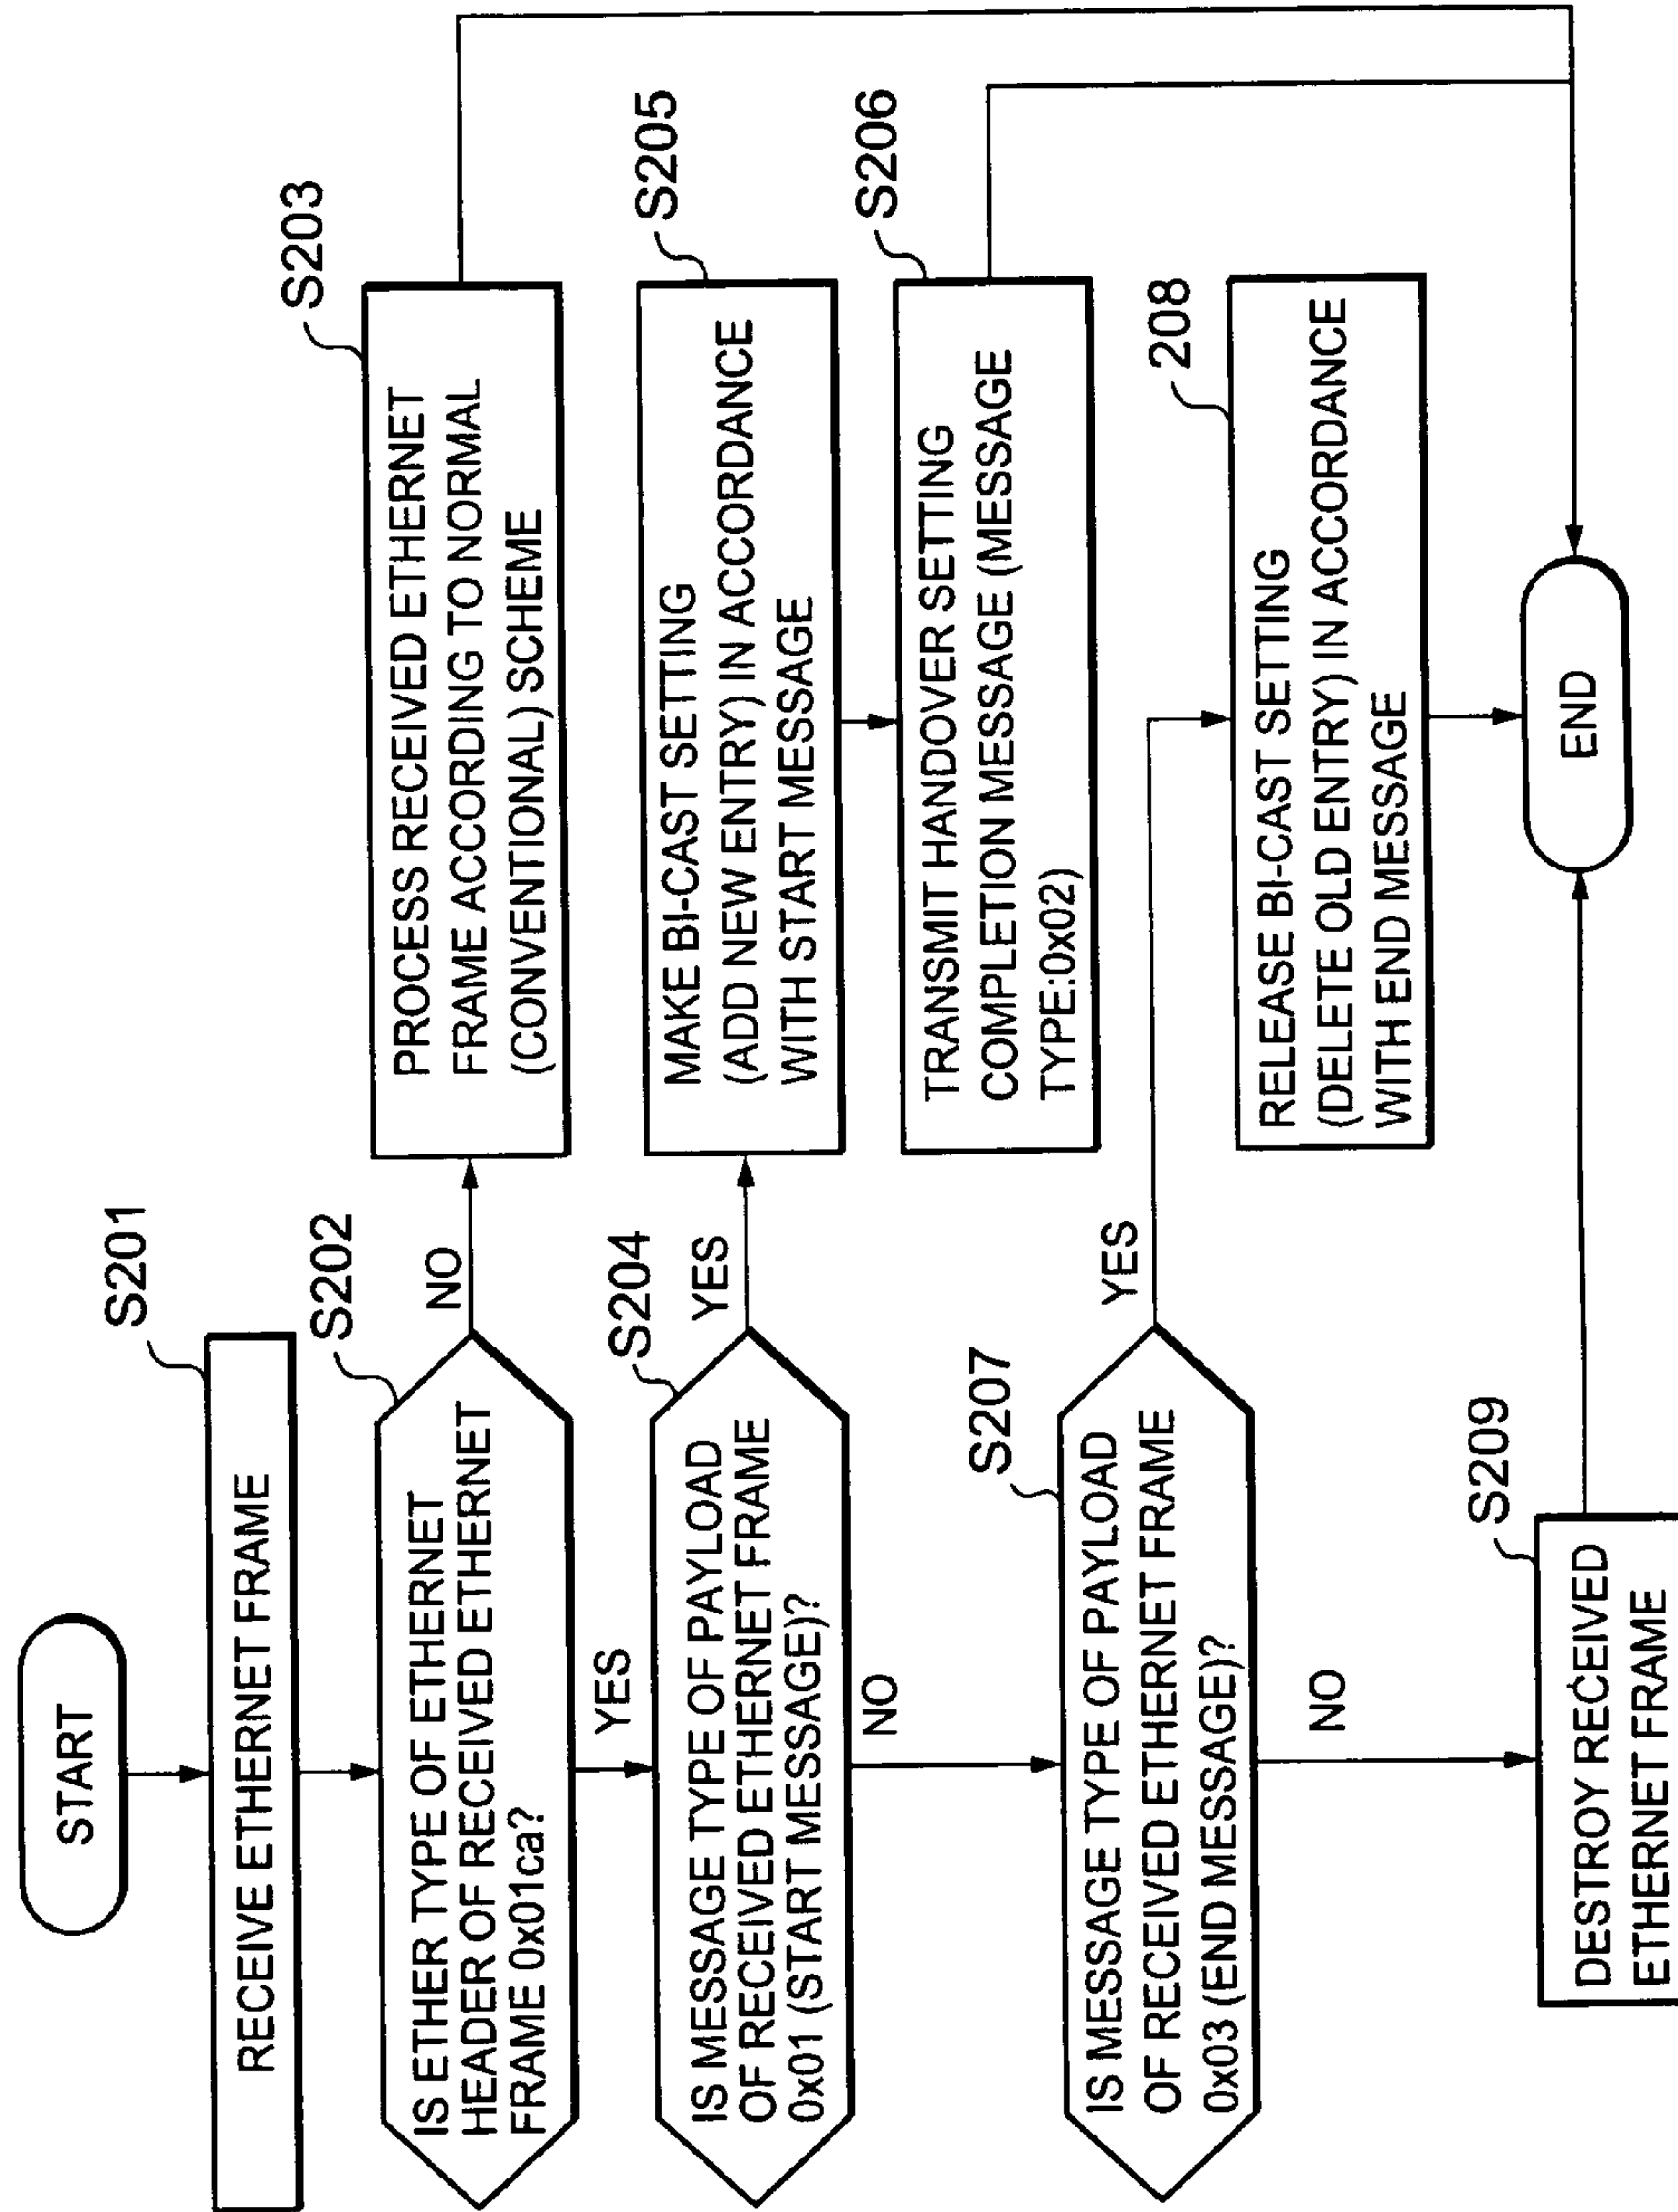 START
S201
RECEIVE ETHERNET FRAME
S202
IS ETHER TYPE OF ETHERNET
HEADER OF RECEIVED ETHERNET
FRAME 0x01ca?
NO
YES
S203
PROCESS RECEIVED ETHERNET
FRAME ACCORDING TO NORMAL
(CONVENTIONAL) SCHEME
S204
IS MESSAGE TYPE OF PAYLOAD
OF RECEIVED ETHERNET FRAME
0x01 (START MESSAGE)?
YES
NO
S205
MAKE BI-CAST SETTING
(ADD NEW ENTRY) IN ACCORDANCE
WITH START MESSAGE
S206
TRANSMIT HANDOVER SETTING
COMPLETION MESSAGE (MESSAGE
TYPE:0x02)
S207
IS MESSAGE TYPE OF PAYLOAD
OF RECEIVED ETHERNET FRAME
0x03 (END MESSAGE)?
YES
NO
208
RELEASE BI-CAST SETTING
(DELETE OLD ENTRY) IN ACCORDANCE
WITH END MESSAGE
S209
DESTROY RECEIVED
ETHERNET FRAME
END